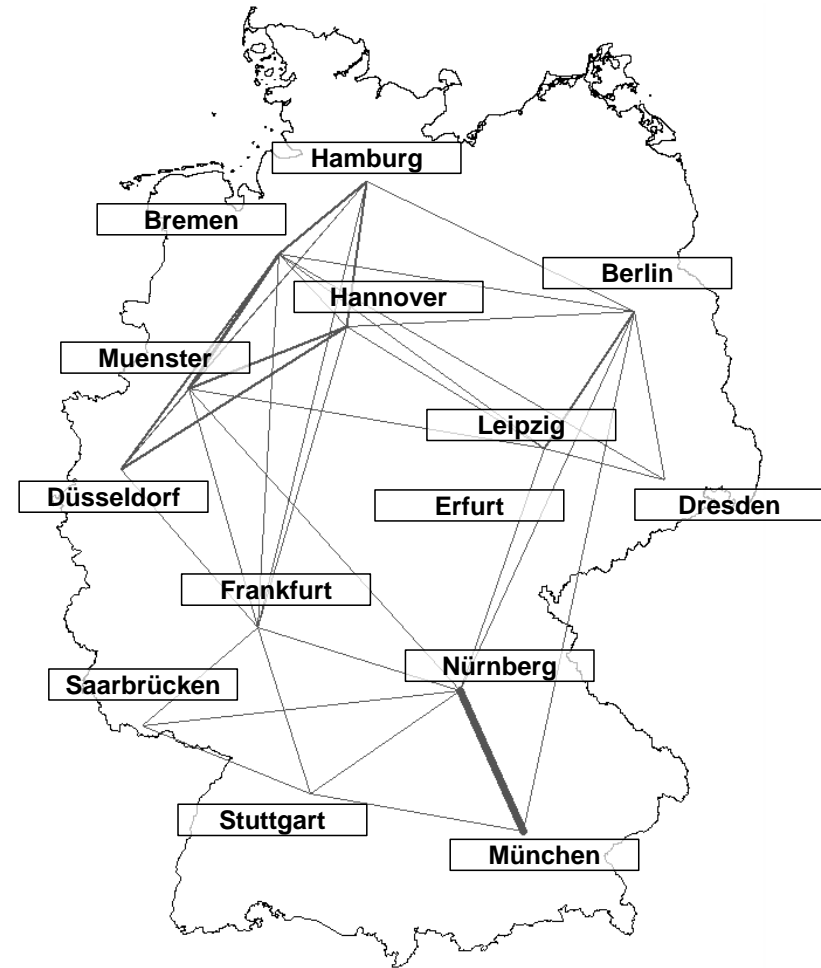 Hamburg
Bremen
Berlin
Hannover
Muenster
Leipzig
Düsseldorf
Erfurt
Dresden
Frankfurt
Nürnberg
Saarbrücken
Stuttgart
München